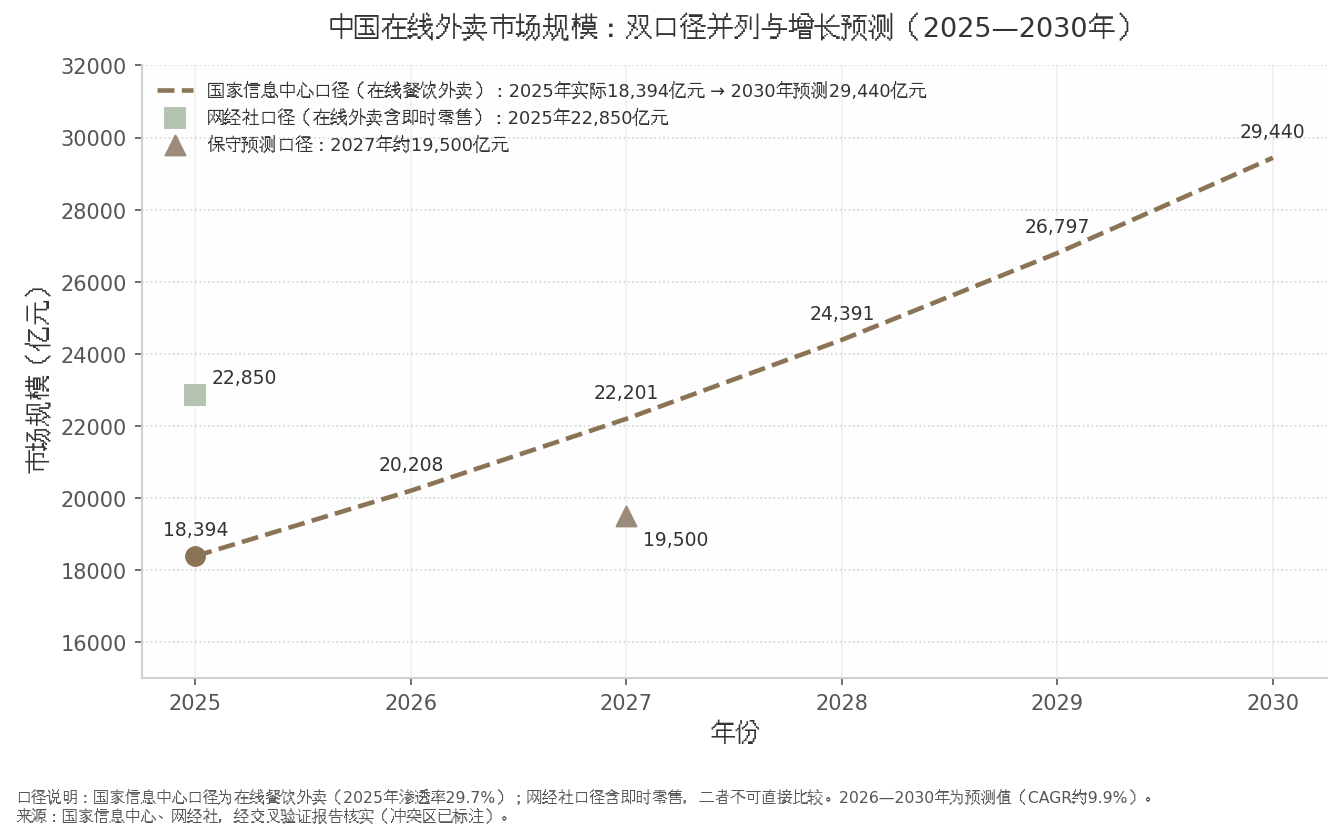 中国在线外卖市场规模：双口径并列与增长预测（2025—2030年）
32000
30000
28000
26000
24000
22000
20000
18000
16000
市场规模（亿元）
国家信息中心口径（在线餐饮外卖）：2025年实际18,394亿元 → 2030年预测29,440亿元
网经社口径（在线外卖含即时零售）：2025年22,850亿元
保守预测口径：2027年约19,500亿元
29,440
26,797
24,391
22,850
22,201
20,208
18,394
19,500
2025 2026 2027 2028 2029 2030
年份
口径说明：国家信息中心口径为在线餐饮外卖（2025年渗透率29.7%）；网经社口径含即时零售，二者不可直接比较。2026—2030年为预测值（CAGR约9.9%）。
来源：国家信息中心、网经社，经交叉验证报告核实（冲突区已标注）。